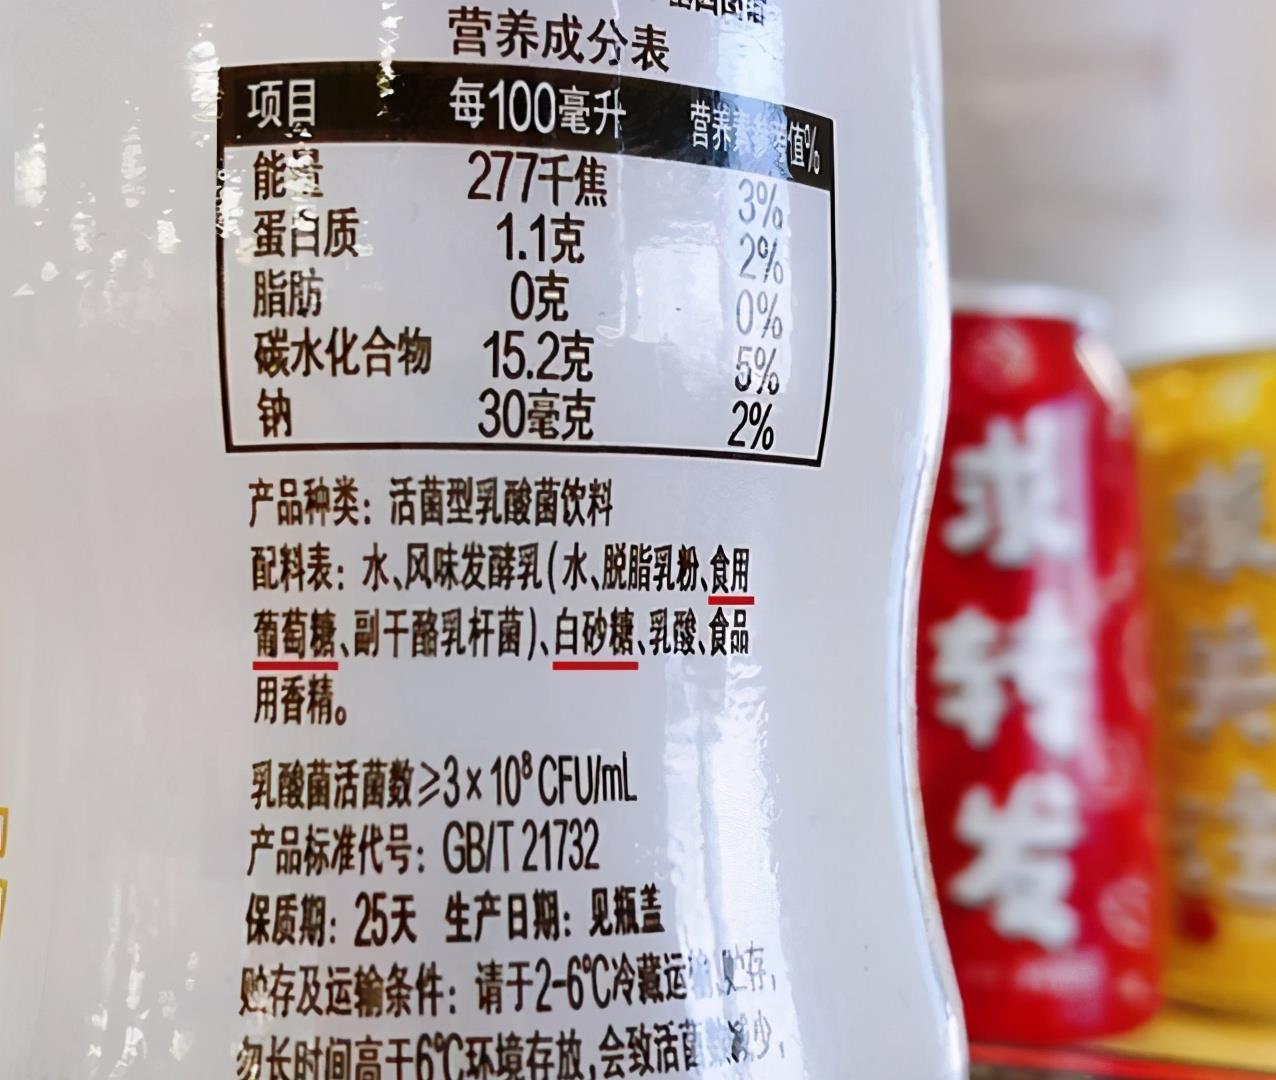 营养成分表
项目 每100毫升 营养素参考值%
能量 277千焦 3%
蛋白质 1.1克 2%
脂肪 0克 0%
碳水化合物 15.2克 5%
钠 30毫克 2%
产品种类：活菌型乳酸菌饮料
配料表：水、风味发酵乳(水、脱脂乳粉、食用
葡萄糖、副干酪乳杆菌)、白砂糖、乳酸、食品
用香精。
乳酸菌活菌数≥3×10⁸CFU/mL
产品标准代号：GB/T 21732
保质期：25天 生产日期：见瓶盖
贮存及运输条件：请于2-6℃冷藏运输、贮存，
勿长时间高于6℃环境存放，会致活菌数减少，
求
转
发